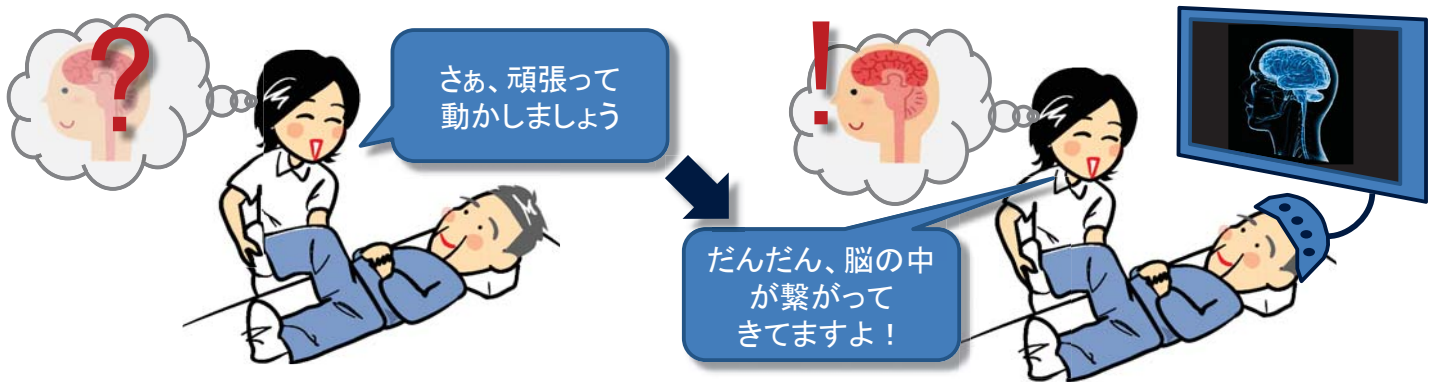 ?
さぁ、頑張って
動かしましょう
!
だんだん、脳の中
が繋がって
きてますよ！